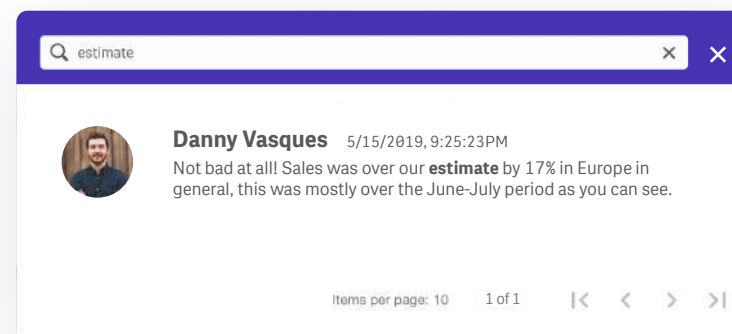 estimate
Danny Vasques 5/15/2019, 9:25:23PM
Not bad at all! Sales was over our estimate by 17% in Europe in
general, this was mostly over the June-July period as you can see.
Items per page: 10 1 of 1